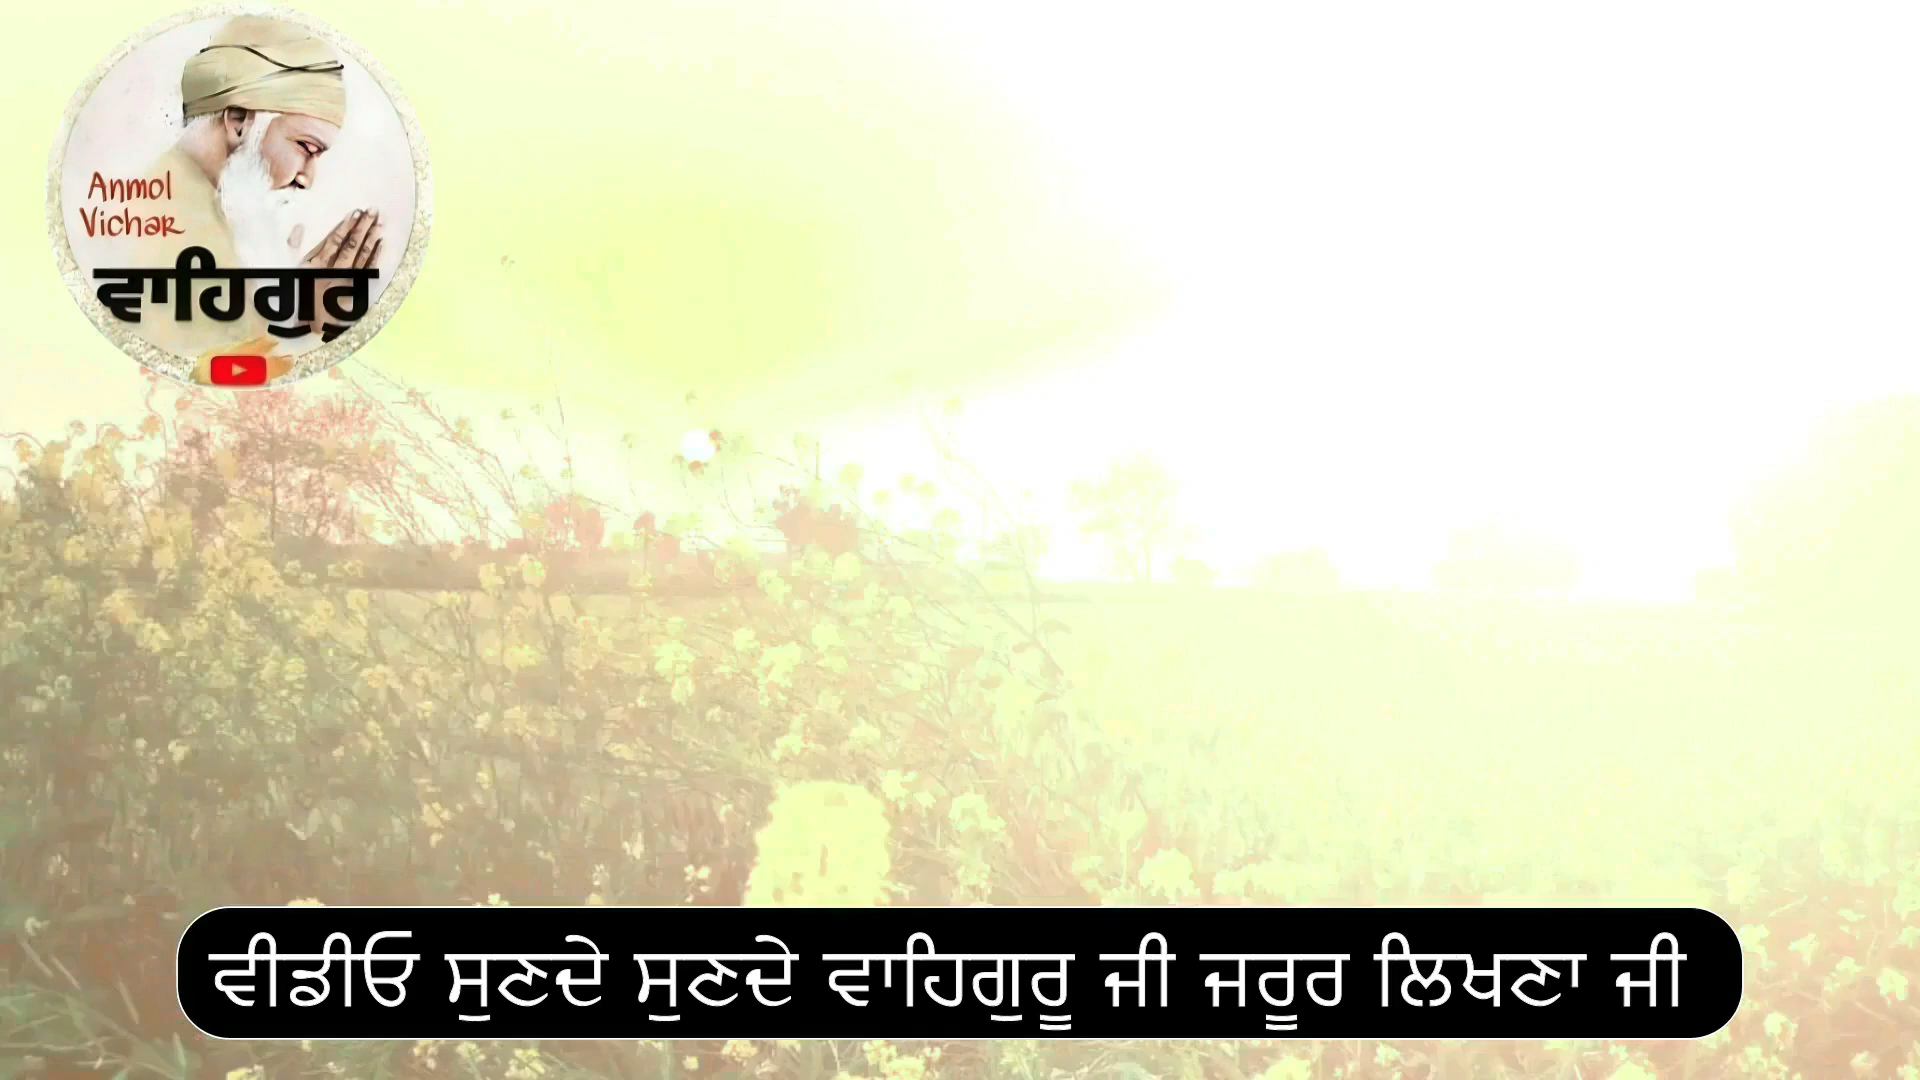 Anmol
Vichar
ਵਾਹਿਗੁਰੂ
ਵੀਡੀਓ ਸੁਣਦੇ ਸੁਣਦੇ ਵਾਹਿਗੁਰੂ ਜੀ ਜਰੂਰ ਲਿਖਣਾ ਜੀ